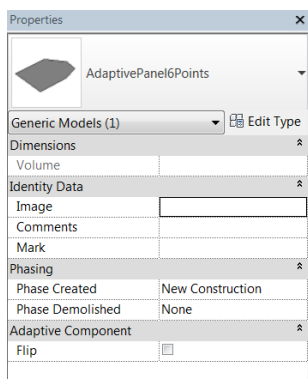 Properties
AdaptivePanel6Points
Generic Models (1)
Edit Type
Dimensions
Volume
Identity Data
Image
Comments
Mark
Phasing
Phase Created New Construction
Phase Demolished None
Adaptive Component
Flip